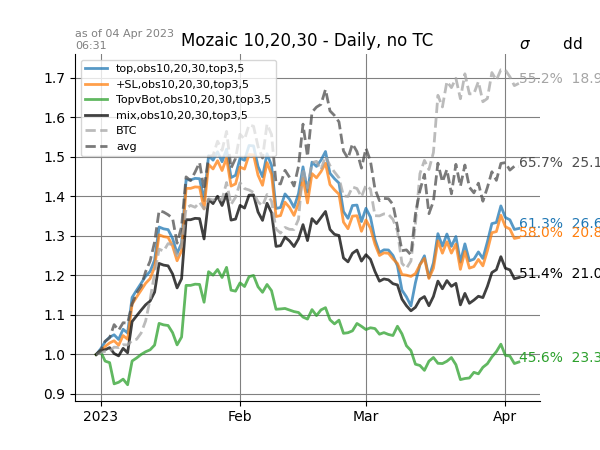 as of 04 Apr 2023
06:31
Mozaic 10,20,30 - Daily, no TC
σ dd
top,obs10,20,30,top3,5
+SL,obs10,20,30,top3,5
TopvBot,obs10,20,30,top3,5
mix,obs10,20,30,top3,5
BTC
avg
1.7
1.6
1.5
1.4
1.3
1.2
1.1
1.0
0.9
55.2% 18.9
65.7% 25.1
61.3% 26.6
58.0% 20.8
51.4% 21.0
45.6% 23.3
2023 Feb Mar Apr